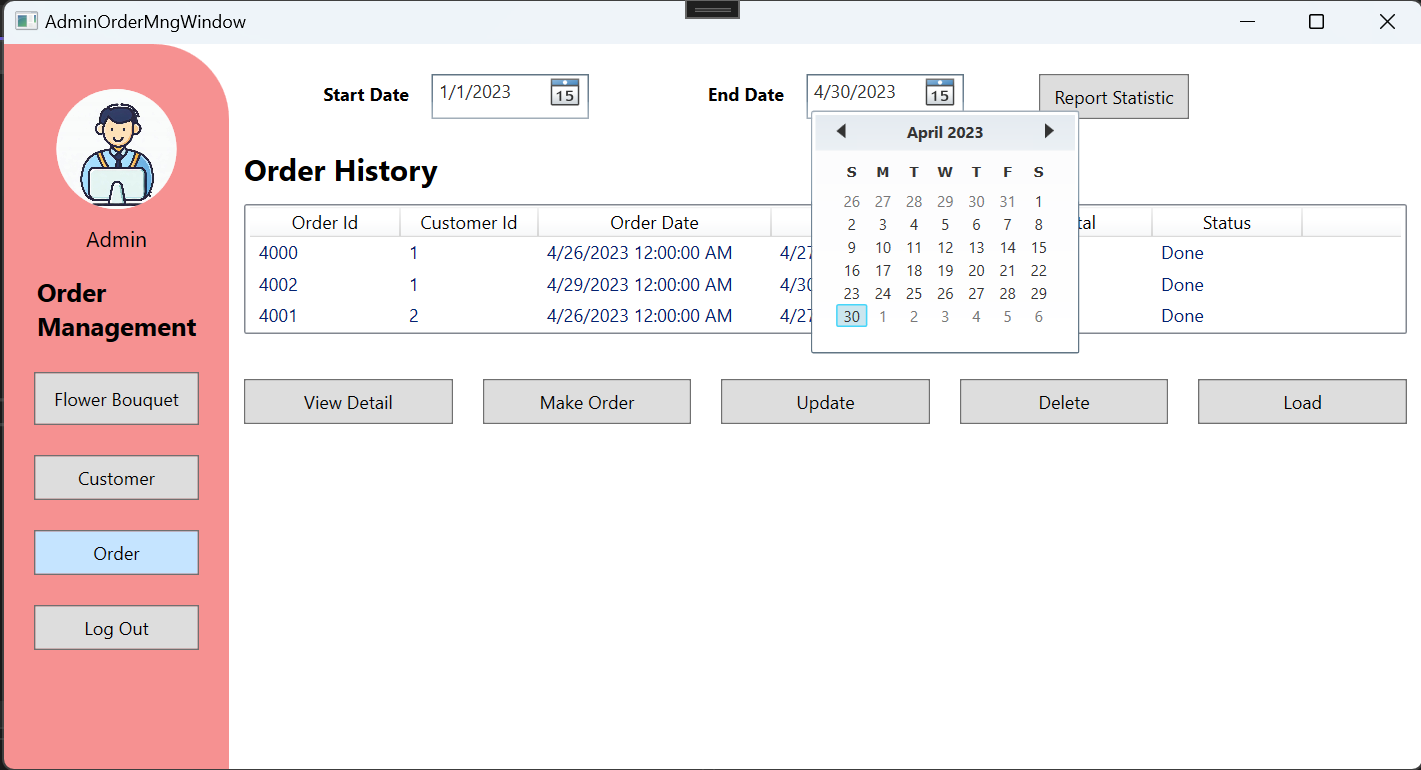 AdminOrderMngWindow
Start Date 1/1/2023 15 End Date 4/30/2023 15 Report Statistic
April 2023
S M T W T F S
26 27 28 29 30 31 1
2 3 4 5 6 7 8
9 10 11 12 13 14 15
16 17 18 19 20 21 22
23 24 25 26 27 28 29
30 1 2 3 4 5 6
Admin
Order
Management
Flower Bouquet
Customer
Order
Log Out
Order History
Order Id Customer Id Order Date Status
4000 1 4/26/2023 12:00:00 AM 4/27 Done
4002 1 4/29/2023 12:00:00 AM 4/30 Done
4001 2 4/26/2023 12:00:00 AM 4/27 Done
View Detail Make Order Update Delete Load